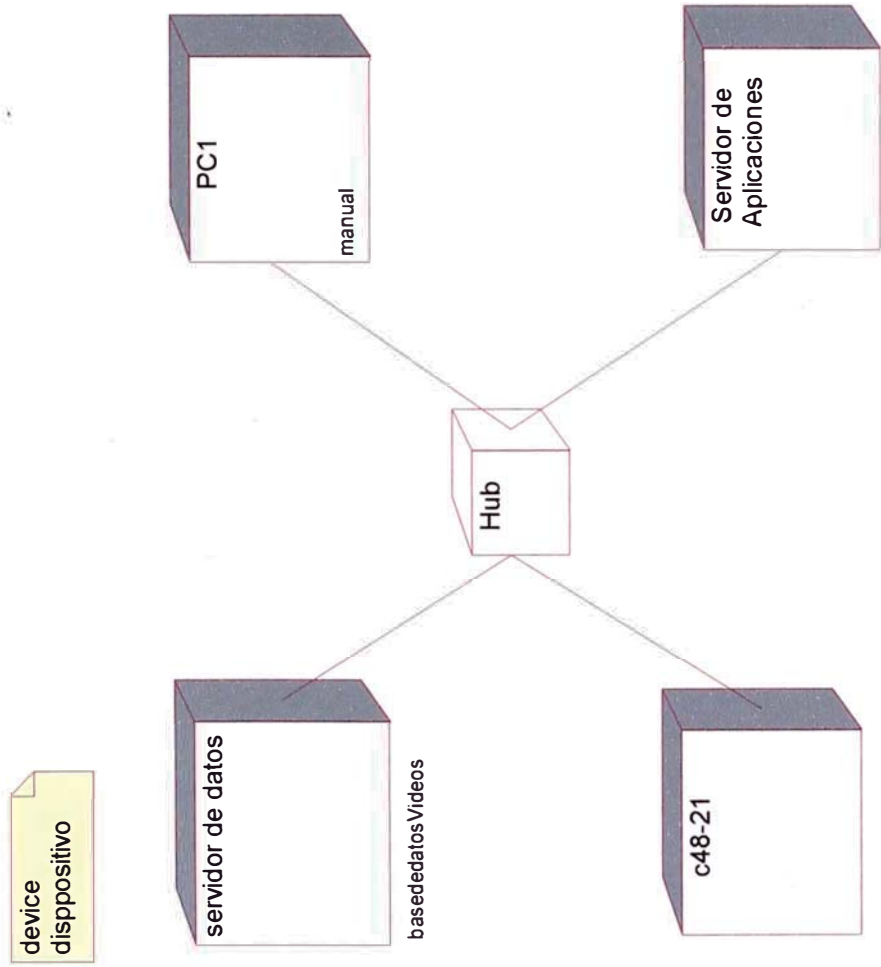 device
disppositivo
servidor de datos
basededatosVideos
c48-21
Hub
PC1
manual
Servidor de
Aplicaciones